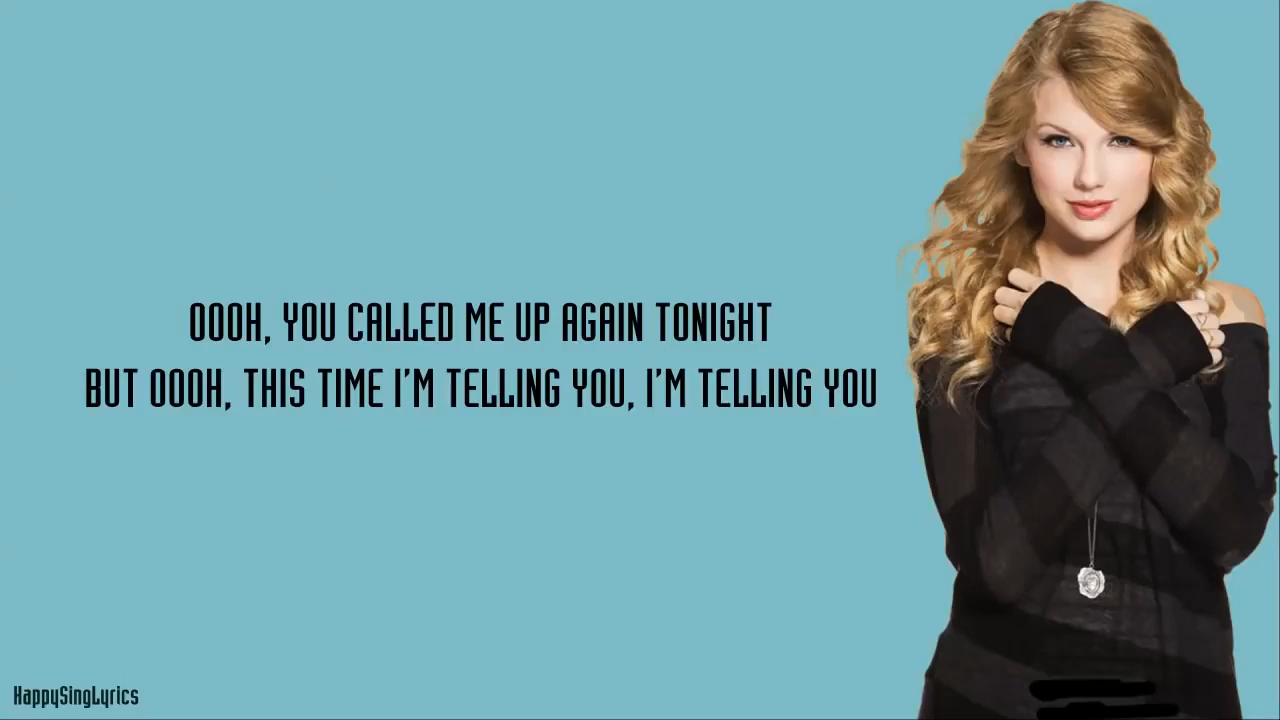 OOOH, YOU CALLED ME UP AGAIN TONIGHT
BUT OOOH, THIS TIME I'M TELLING YOU, I'M TELLING YOU
HappySingLyrics